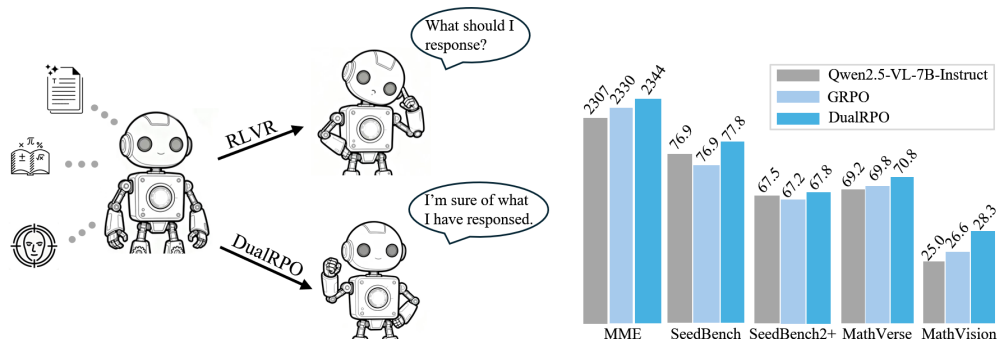 What should I
response?
RLVR
I'm sure of what
I have responsed.
DualRPO
× π %
±
√x
Qwen2.5-VL-7B-Instruct
GRPO
DualRPO
2307 2330 2344
76.9 76.9 77.8
67.5 67.2 67.8
69.2 69.8 70.8
25.0 26.6 28.3
MME SeedBench SeedBench2+ MathVerse MathVision